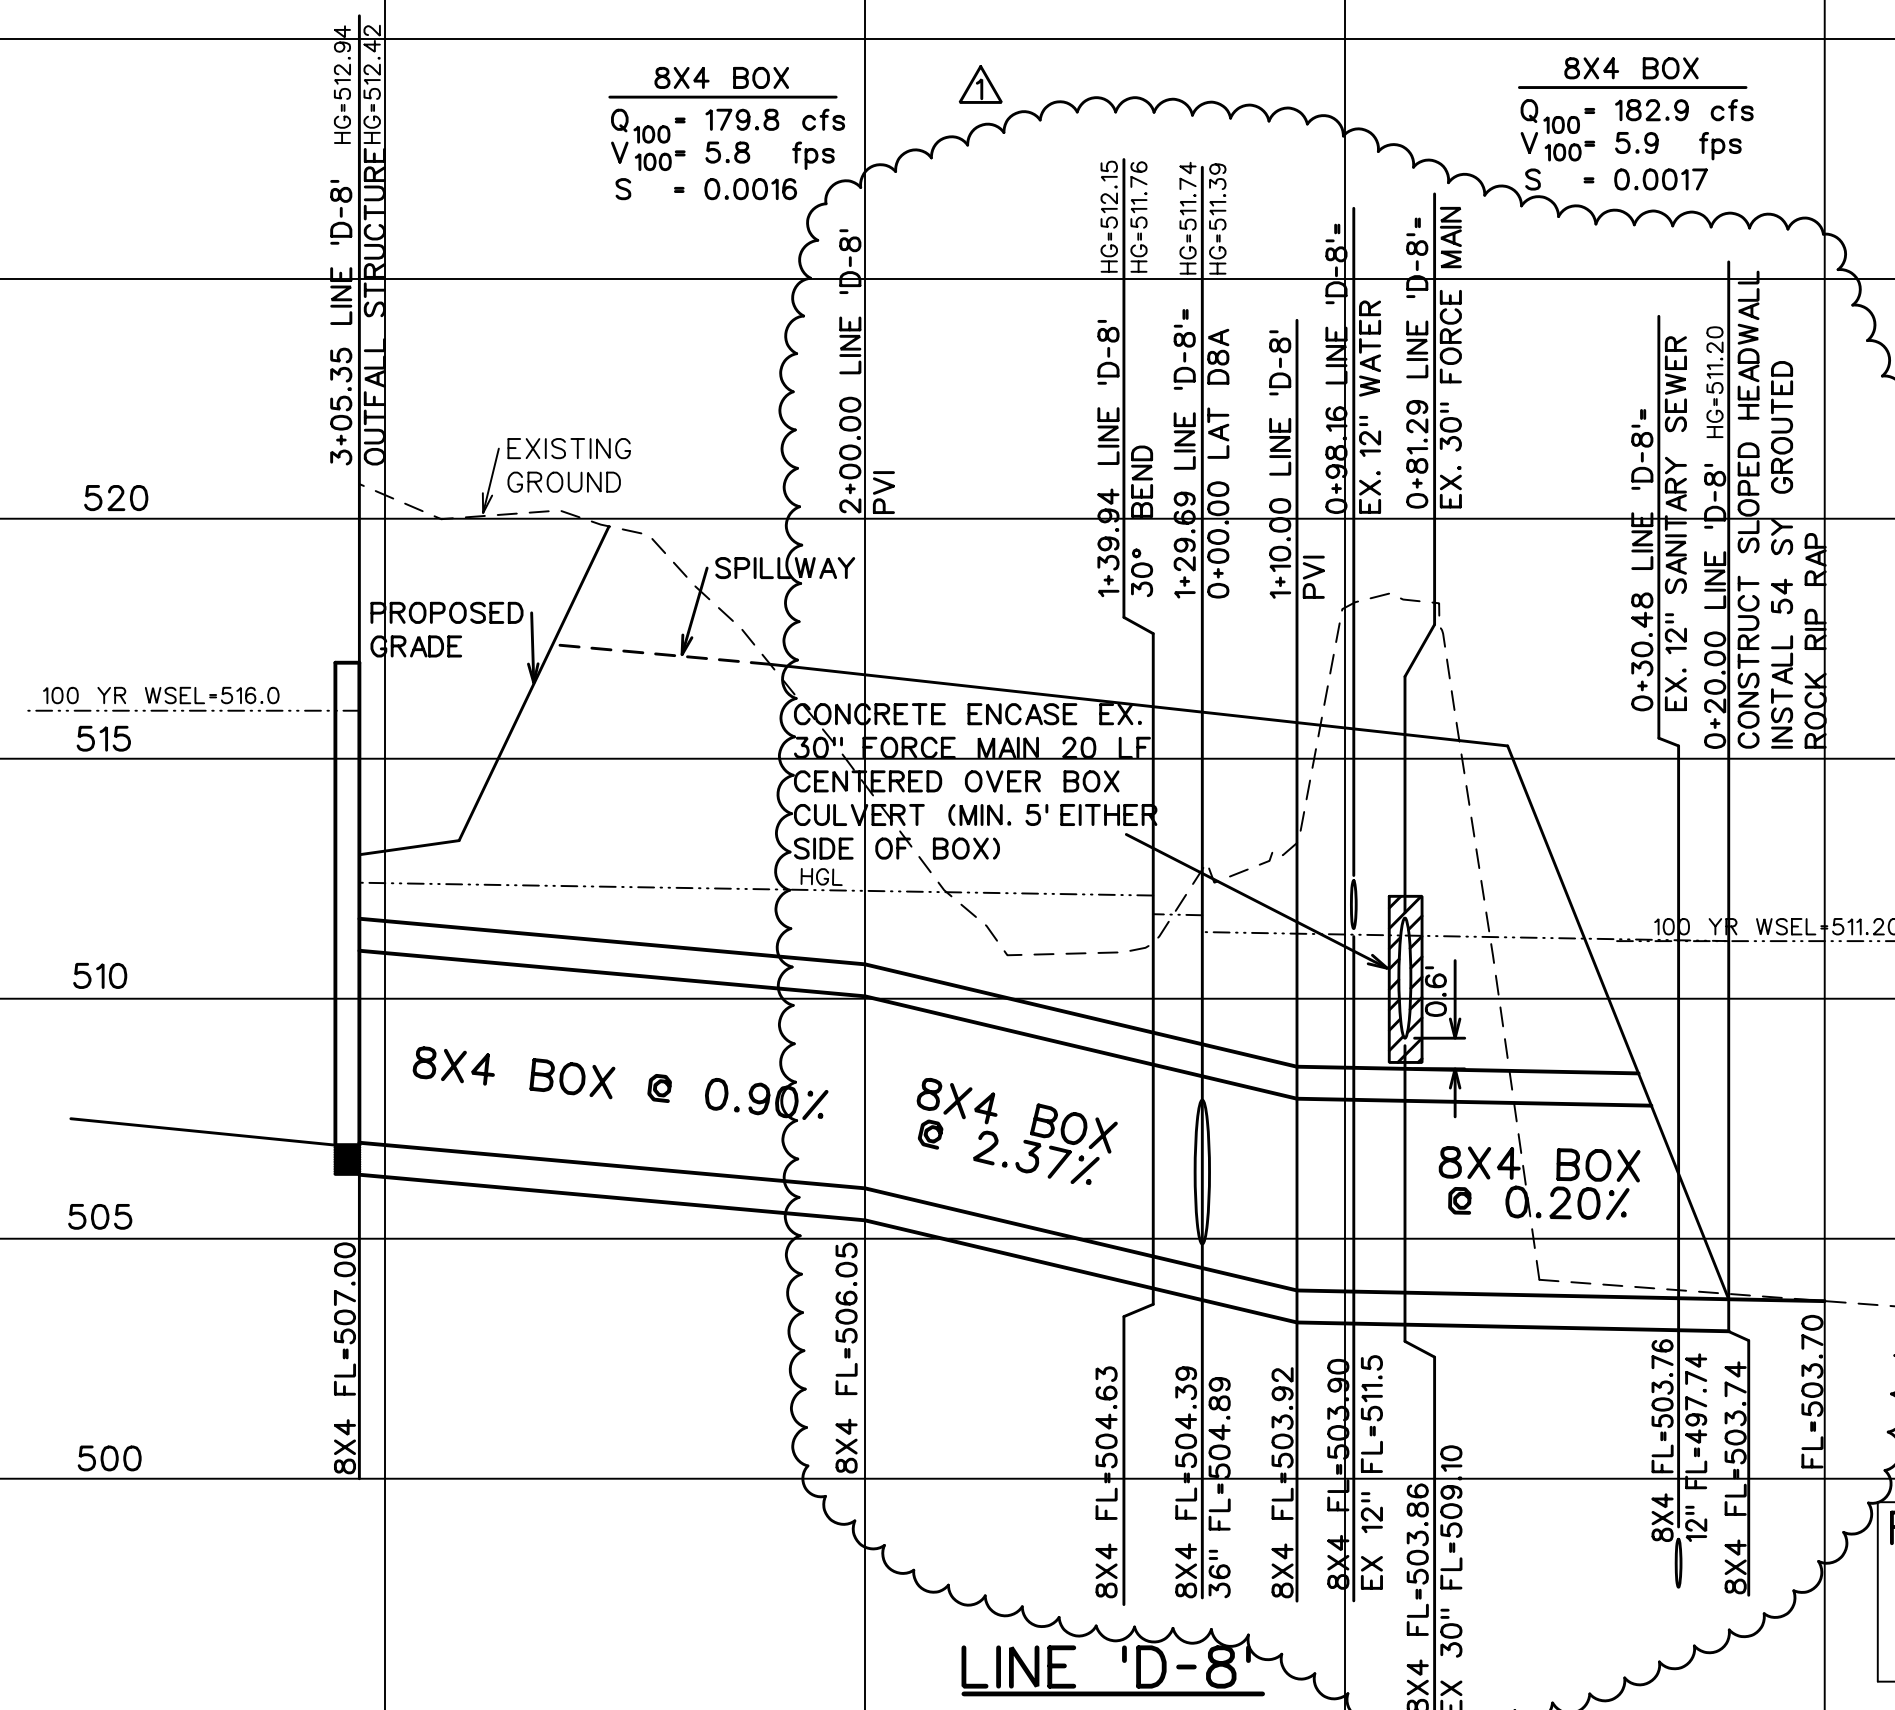 HG=512.94
HG=512.42
3+05.35 LINE 'D-8'
OUTFALL STRUCTURE
8X4 BOX
Q100= 179.8 cfs
V100= 5.8 fps
S = 0.0016
1
8X4 BOX
Q100= 182.9 cfs
V100= 5.9 fps
S = 0.0017
2+00.00 LINE 'D-8'
PVI
HG=512.15
HG=511.76
1+39.94 LINE 'D-8'
30° BEND
HG=511.74
HG=511.39
1+29.69 LINE 'D-8'=
0+00.00 LAT D8A
1+10.00 LINE 'D-8'
PVI
0+98.16 LINE 'D-8'=
EX. 12" WATER
0+81.29 LINE 'D-8'=
EX. 30" FORCE MAIN
0+30.48 LINE 'D-8'=
EX. 12" SANITARY SEWER
0+20.00 LINE 'D-8' HG=511.20
CONSTRUCT SLOPED HEADWALL
INSTALL 54 SY GROUTED
ROCK RIP RAP
EXISTING
GROUND
520
SPILLWAY
PROPOSED
GRADE
100 YR WSEL=516.0
515
CONCRETE ENCASE EX.
30" FORCE MAIN 20 LF
CENTERED OVER BOX
CULVERT (MIN. 5' EITHER
SIDE OF BOX)
HGL
100 YR WSEL=511.20
510
0.6'
8X4 BOX @ 0.90%
8X4 BOX
@ 2.37%
8X4 BOX
@ 0.20%
505
500
8X4 FL=507.00
8X4 FL=506.05
8X4 FL=504.63
8X4 FL=504.39
36" FL=504.89
8X4 FL=503.92
8X4 FL=503.90
EX 12" FL=511.5
8X4 FL=503.86
EX 30" FL=509.10
8X4 FL=503.76
12" FL=497.74
8X4 FL=503.74
FL=503.70
LINE 'D-8'